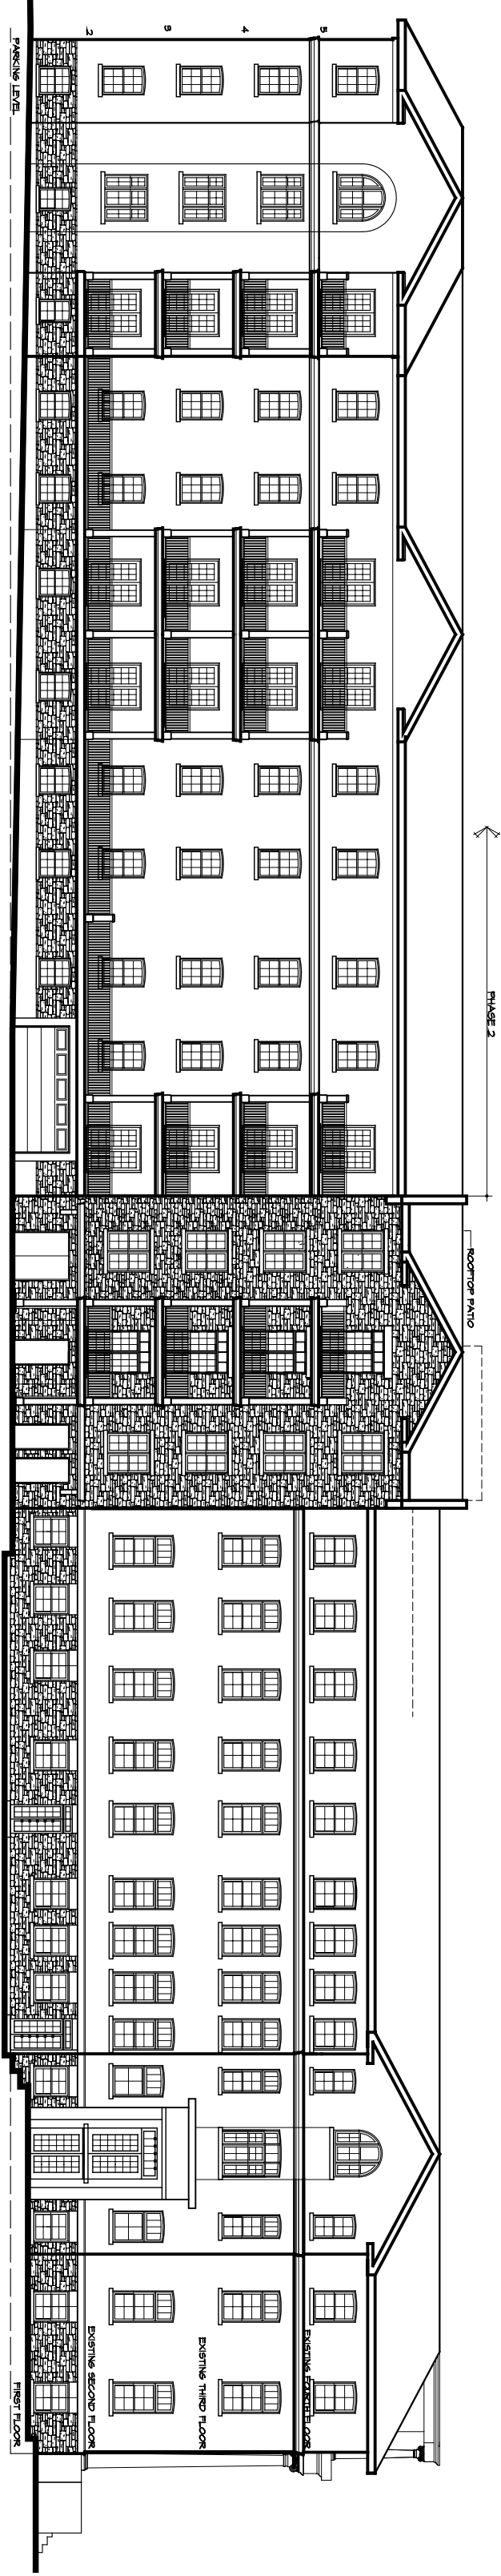 PHASE 2
ROOFTOP PATIO
5
4
3
2
PARKING LEVEL
EXISTING FOURTH FLOOR
EXISTING THIRD FLOOR
EXISTING SECOND FLOOR
FIRST FLOOR